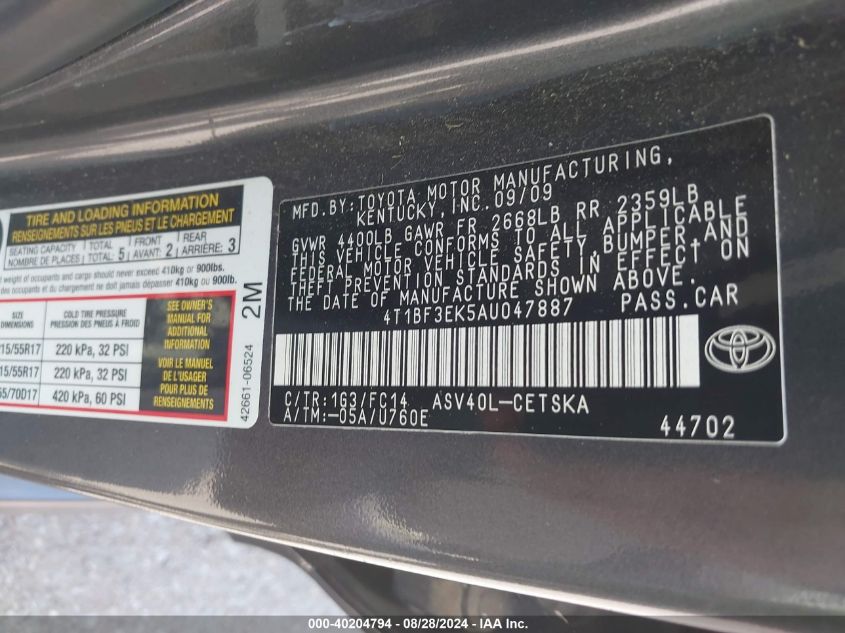 TIRE AND LOADING INFORMATION
RENSEIGNEMENTS SUR LES PNEUS ET LE CHARGEMENT
SEATING CAPACITY TOTAL 5 FRONT 2 REAR 3
NOMBRE DE PLACES TOTAL: AVANT: ARRIÈRE:
weight of occupants and cargo should never exceed 410kg or 900lbs.
des occupants et du chargement ne doit jamais dépasser 410kg ou 900lb.
SIZE COLD TIRE PRESSURE
DIMENSIONS PRESSION DES PNEUS À FROID
15/55R17 220 kPa, 32 PSI
15/55R17 220 kPa, 32 PSI
5/70D17 420 kPa, 60 PSI
SEE OWNER'S
MANUAL FOR
ADDITIONAL
INFORMATION
VOIR LE MANUEL
DE L'USAGER
POUR PLUS DE
RENSEIGNEMENTS
2M
42661-06524
MFD. BY: TOYOTA MOTOR MANUFACTURING,
KENTUCKY, INC. 09/09
GVWR 4400LB GAWR FR 2668LB RR 2359LB
THIS VEHICLE CONFORMS TO ALL APPLICABLE
FEDERAL MOTOR VEHICLE SAFETY, BUMPER, AND
THEFT PREVENTION STANDARDS IN EFFECT ON
THE DATE OF MANUFACTURE SHOWN ABOVE.
4T1BF3EK5AU047887 PASS.CAR
C/TR:1G3/FC14 ASV40L-CETSKA
A/TM:-05A/U760E
44702
000-40204794 - 08/28/2024 - IAA Inc.